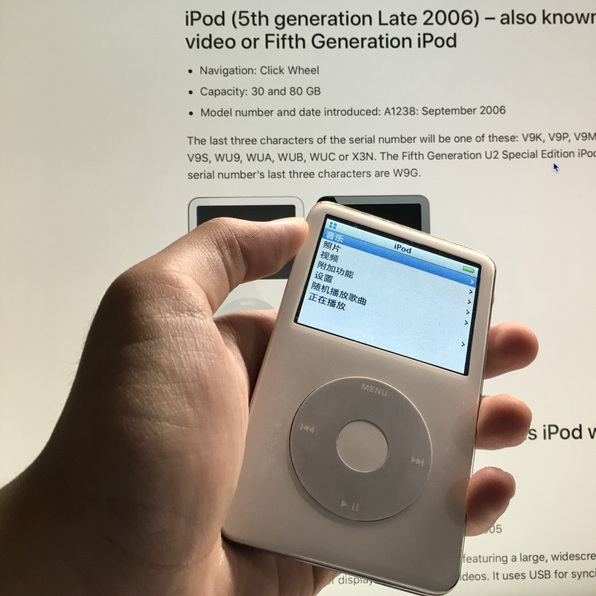 iPod (5th generation Late 2006) – also known
video or Fifth Generation iPod
• Navigation: Click Wheel
• Capacity: 30 and 80 GB
• Model number and date introduced: A1238: September 2006
The last three characters of the serial number will be one of these: V9K, V9P, V9M
V9S, WU9, WUA, WUB, WUC or X3N. The Fifth Generation U2 Special Edition iPod
serial number's last three characters are W9G.
iPod
音乐
照片
视频
附加功能
设置
随机播放歌曲
正在播放
MENU
s iPod w
05
featuring a large, widescre
display
deos. It uses USB for synci